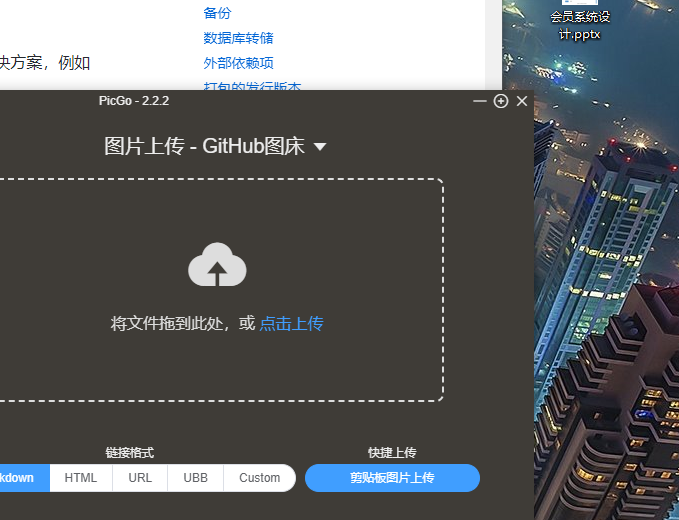 备份
会员系统设
计.pptx
数据库转储
决方案，例如
外部依赖项
打包的发行版本
PicGo - 2.2.2
图片上传 - GitHub图床
将文件拖到此处，或 点击上传
链接格式
快捷上传
kdown
HTML
URL
UBB
Custom
剪贴板图片上传